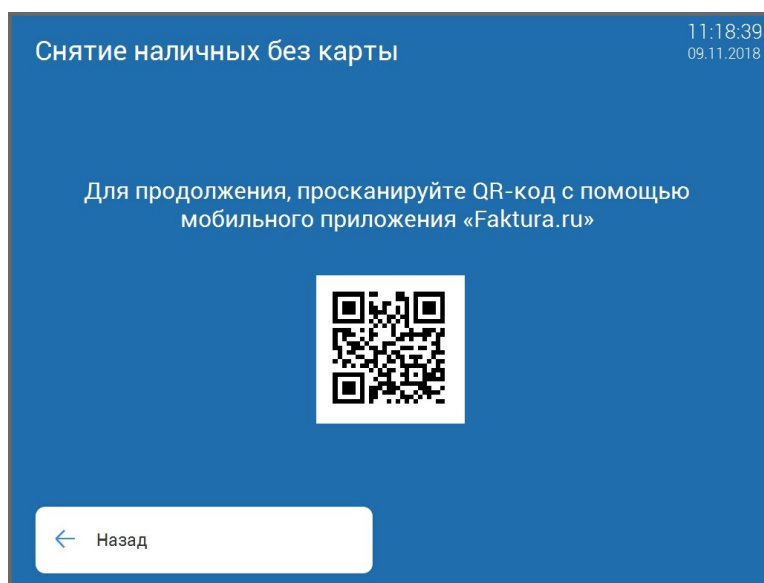 Снятие наличных без карты
11:18:39
09.11.2018
Для продолжения, просканируйте QR-код с помощью
мобильного приложения «Faktura.ru»
Назад